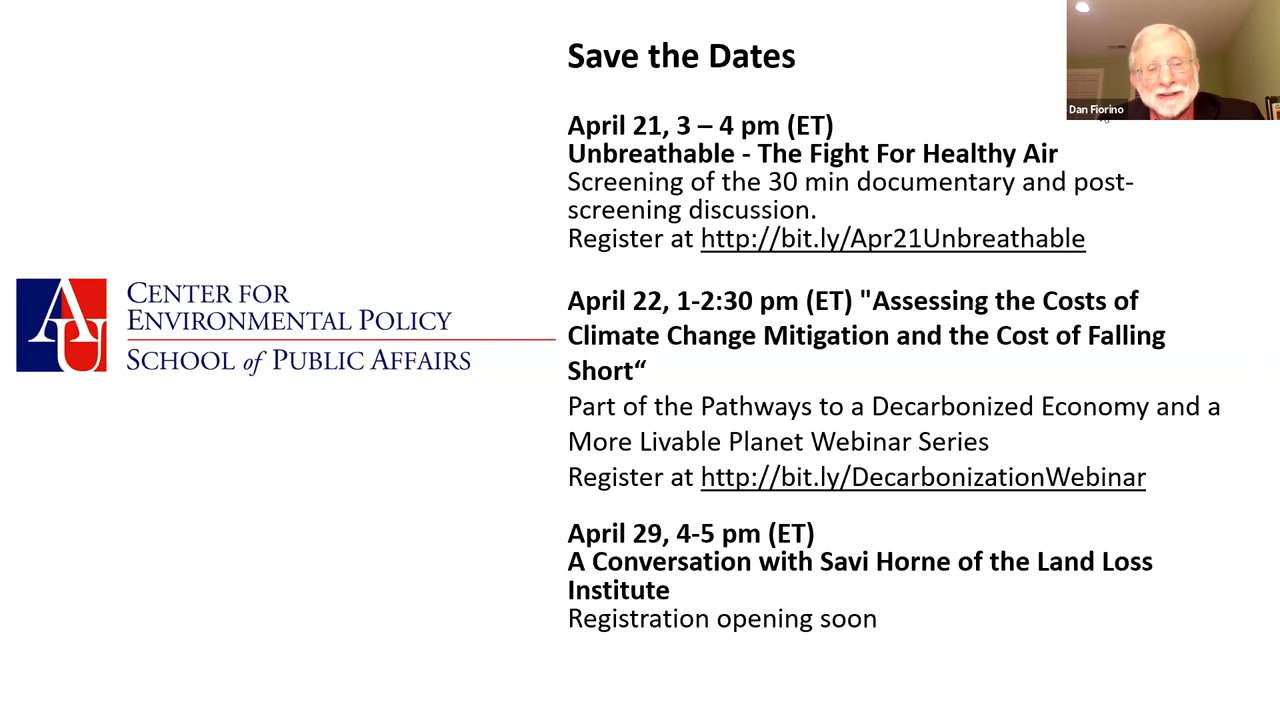 Save the Dates
Dan Fiorino
April 21, 3 – 4 pm (ET)
Unbreathable - The Fight For Healthy Air
Screening of the 30 min documentary and post-
screening discussion.
Register at http://bit.ly/Apr21Unbreathable
AU
CENTER FOR
ENVIRONMENTAL POLICY
SCHOOL of PUBLIC AFFAIRS
April 22, 1-2:30 pm (ET) "Assessing the Costs of
Climate Change Mitigation and the Cost of Falling
Short“
Part of the Pathways to a Decarbonized Economy and a
More Livable Planet Webinar Series
Register at http://bit.ly/DecarbonizationWebinar
April 29, 4-5 pm (ET)
A Conversation with Savi Horne of the Land Loss
Institute
Registration opening soon